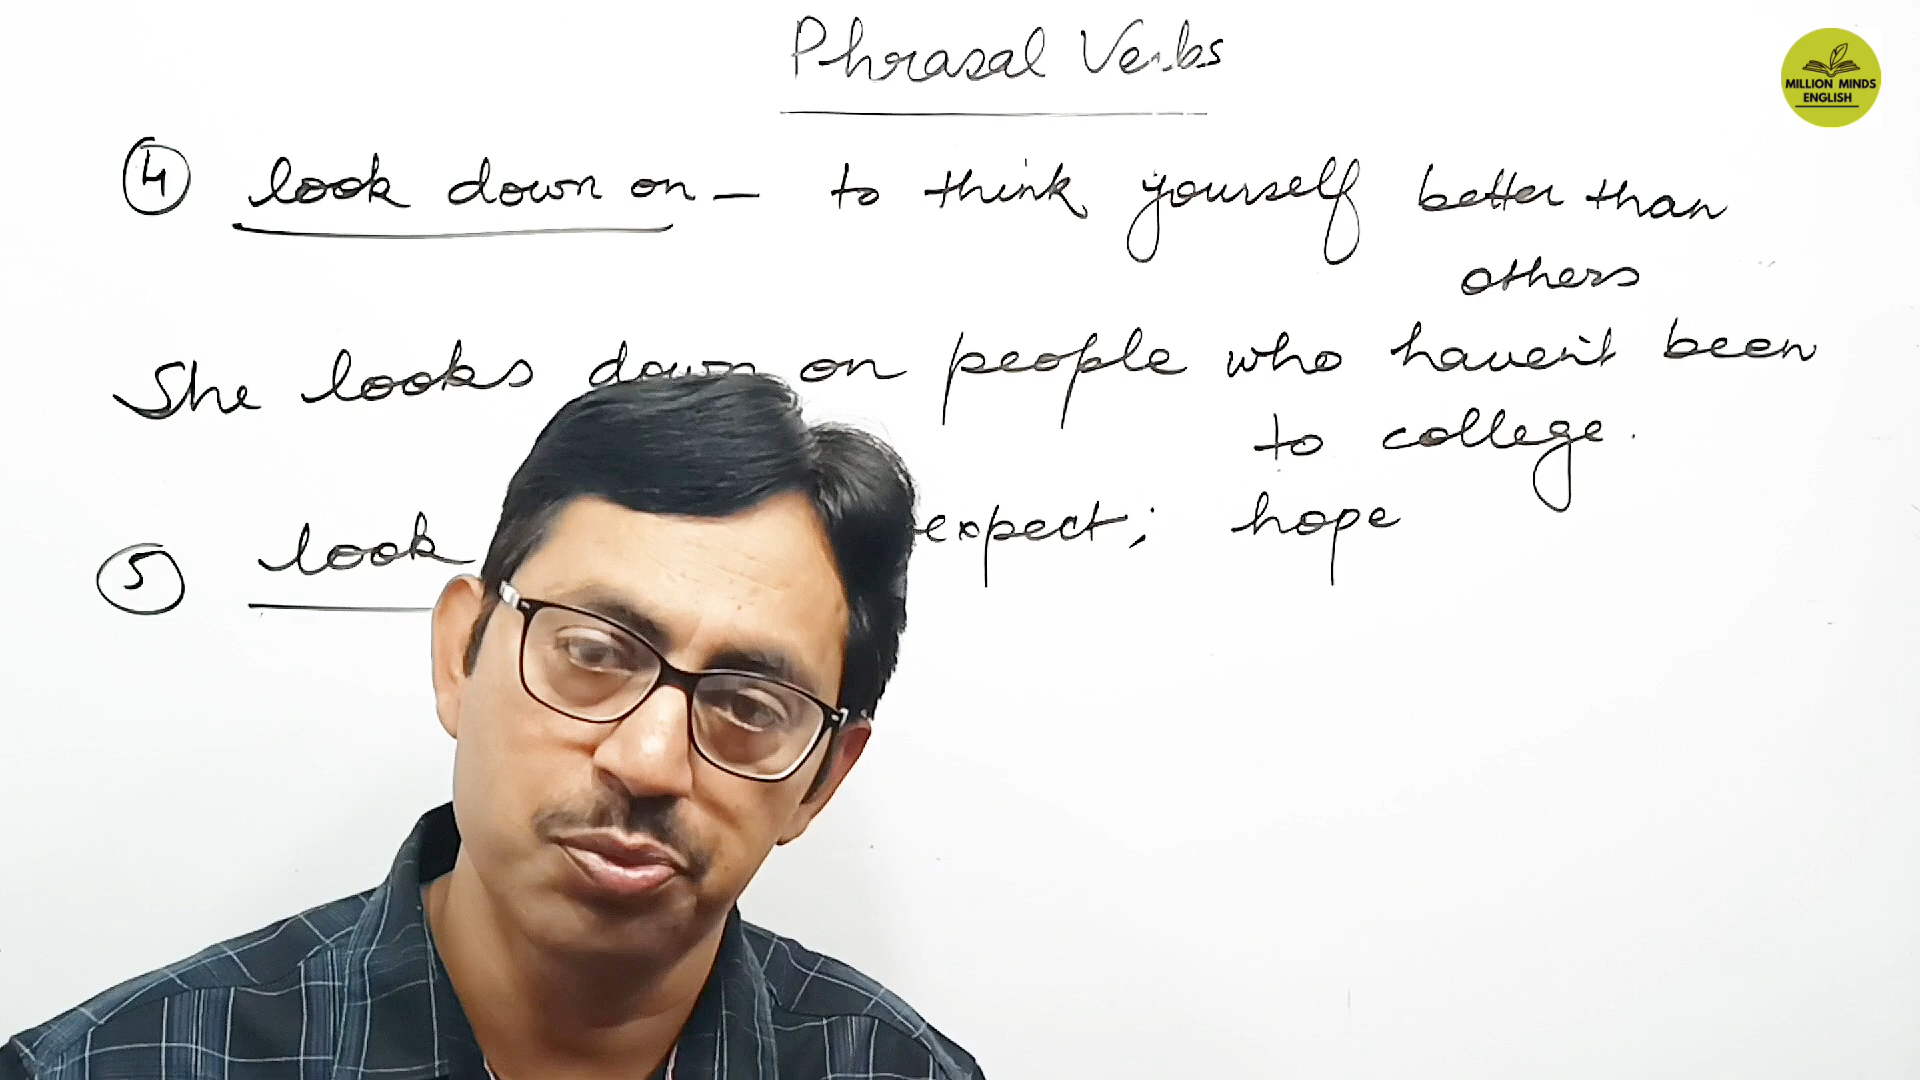 Phrasal Verbs
MILLION MINDS
ENGLISH
4 look down on – to think yourself better than
others
She looks down on people who haven't been
to college.
5 look expect; hope